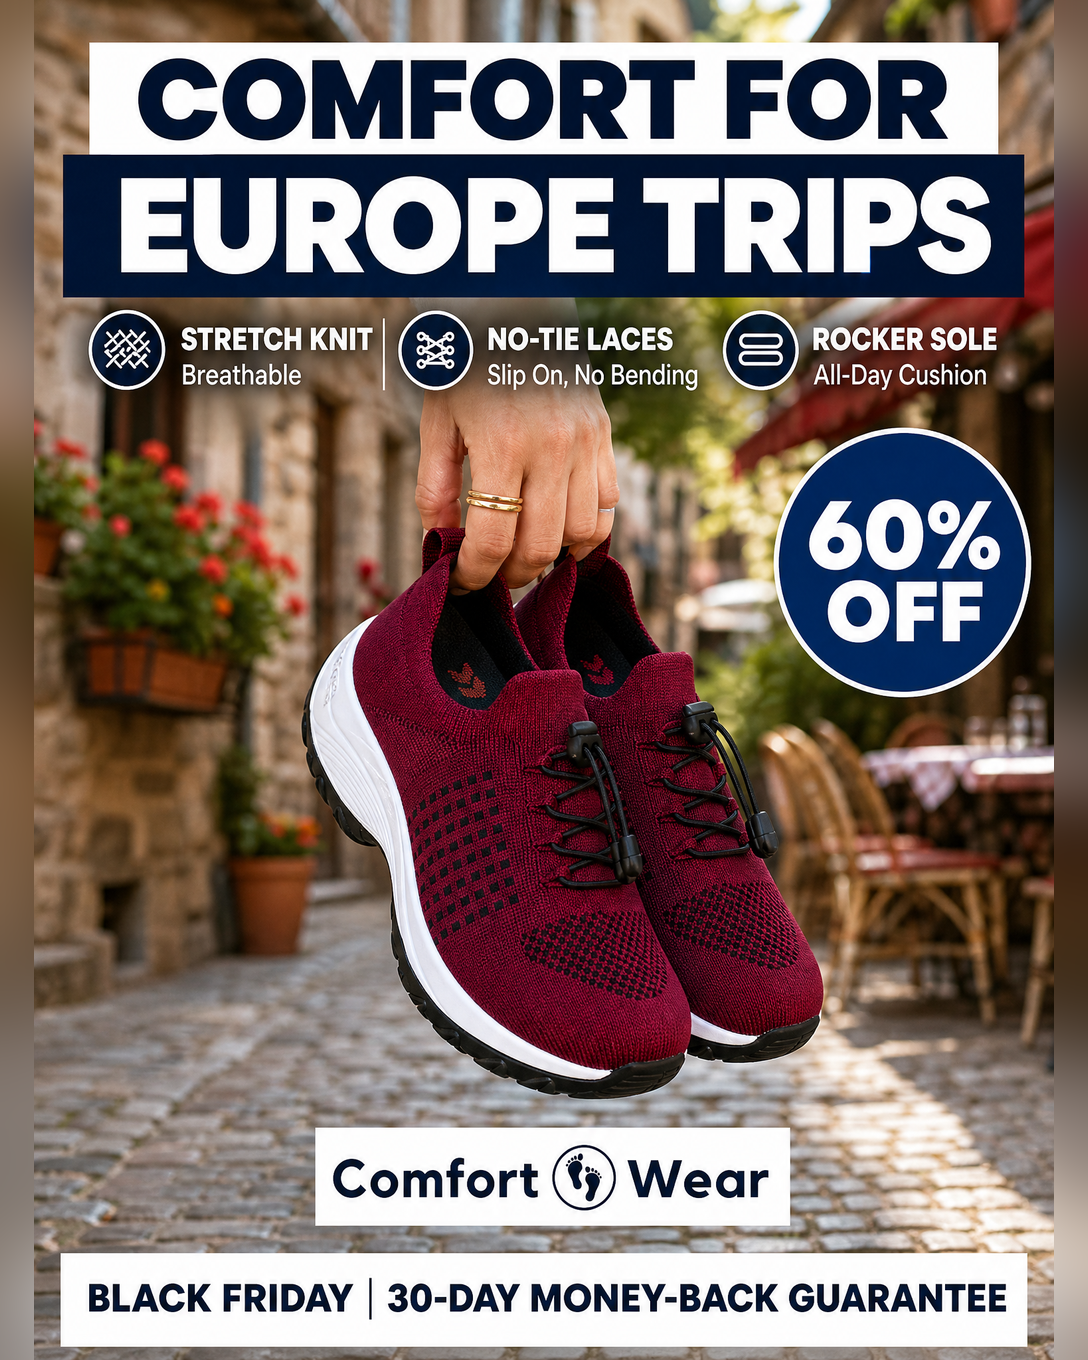 COMFORT FOR
EUROPE TRIPS
STRETCH KNIT
Breathable
NO-TIE LACES
Slip On, No Bending
ROCKER SOLE
All-Day Cushion
60%
OFF
Comfort Wear
BLACK FRIDAY | 30-DAY MONEY-BACK GUARANTEE